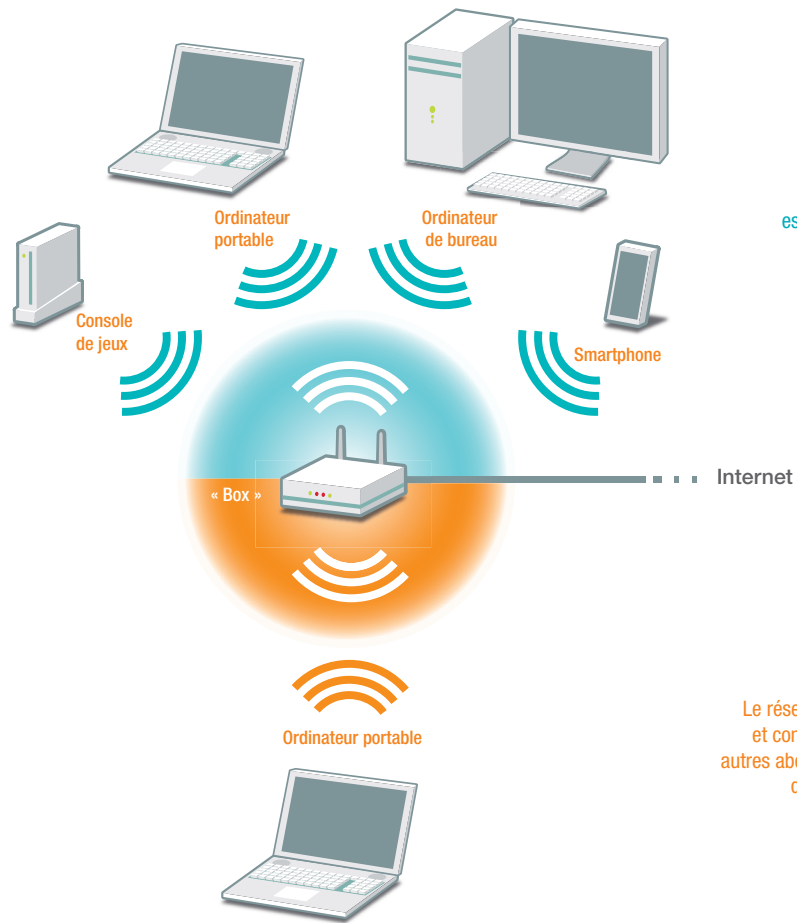 Ordinateur
portable
Ordinateur
de bureau
es
Console
de jeux
Smartphone
« Box »
Internet
Ordinateur portable
Le rése
et con
autres abo
d